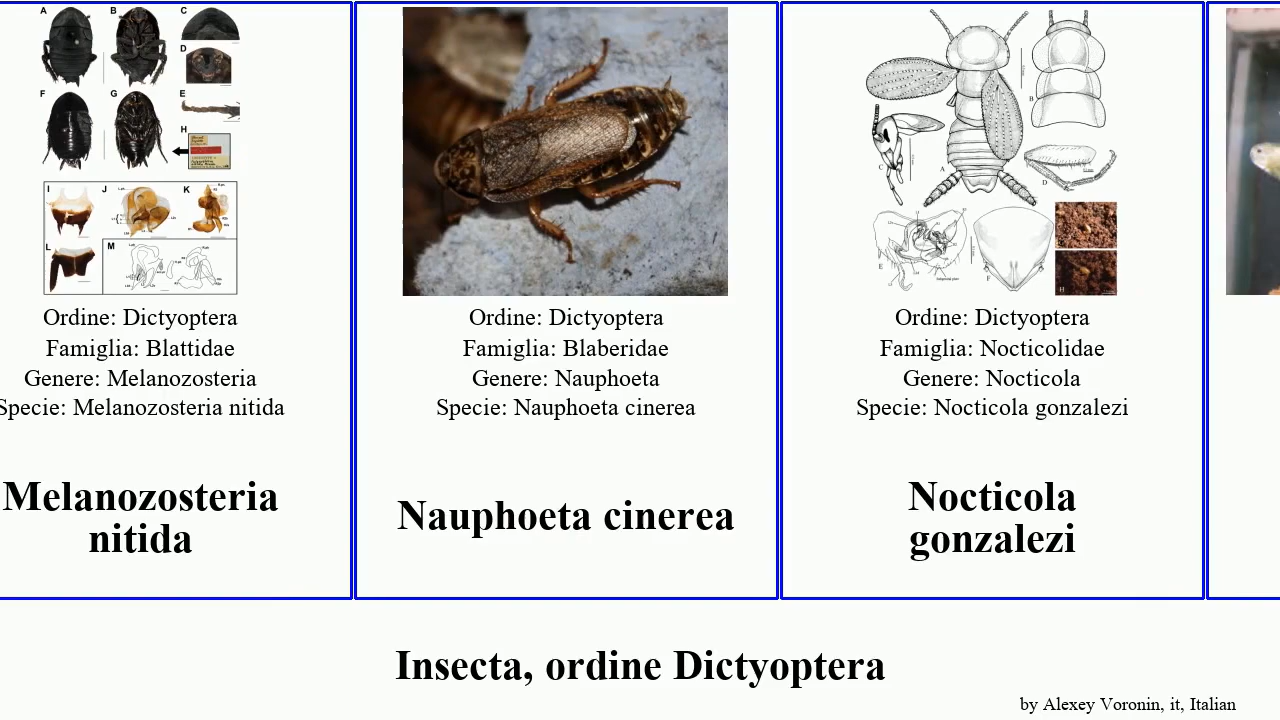 A B C
D
F G E
H
I J K
L M
Ordine: Dictyoptera
Famiglia: Blattidae
Genere: Melanozosteria
Specie: Melanozosteria nitida
Melanozosteria
nitida
Ordine: Dictyoptera
Famiglia: Blaberidae
Genere: Nauphoeta
Specie: Nauphoeta cinerea
Nauphoeta cinerea
A
B
C
D
E
F
H
Ordine: Dictyoptera
Famiglia: Nocticolidae
Genere: Nocticola
Specie: Nocticola gonzalezi
Nocticola
gonzalezi
Insecta, ordine Dictyoptera
by Alexey Voronin, it, Italian